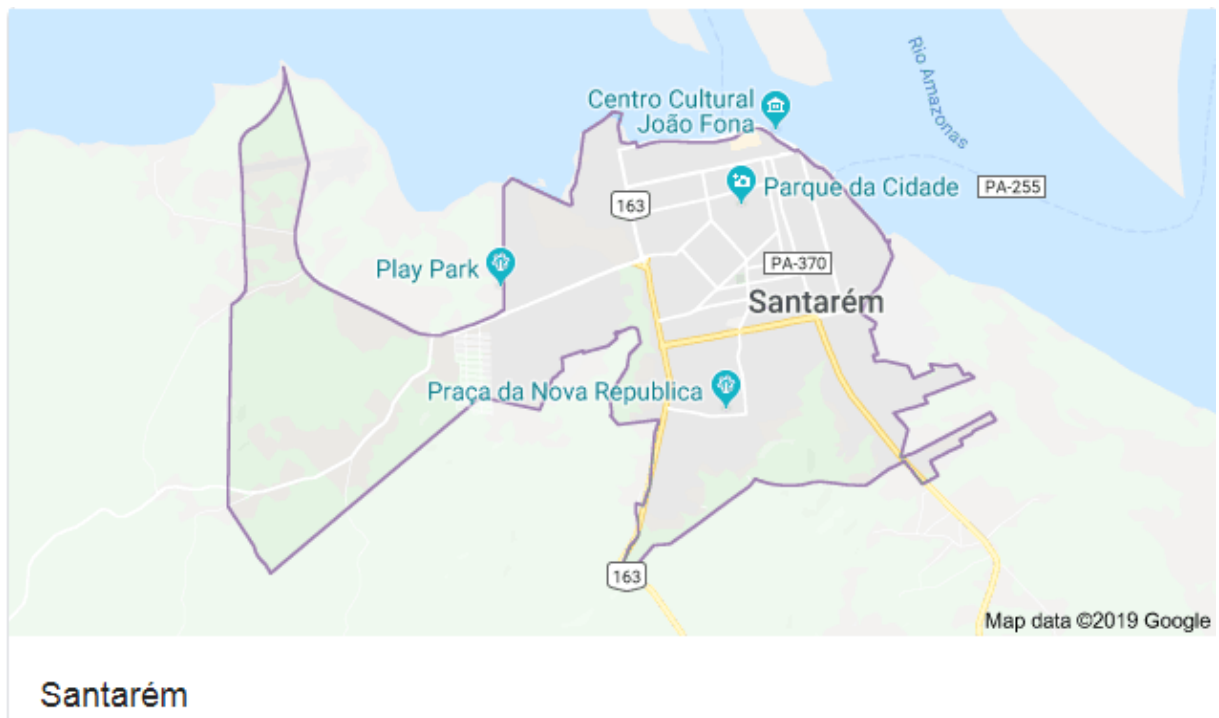 Rio Amazonas
Centro Cultural
João Fona
163
Parque da Cidade
PA-255
Play Park
PA-370
Santarém
Praça da Nova Republica
163
Map data ©2019 Google
Santarém